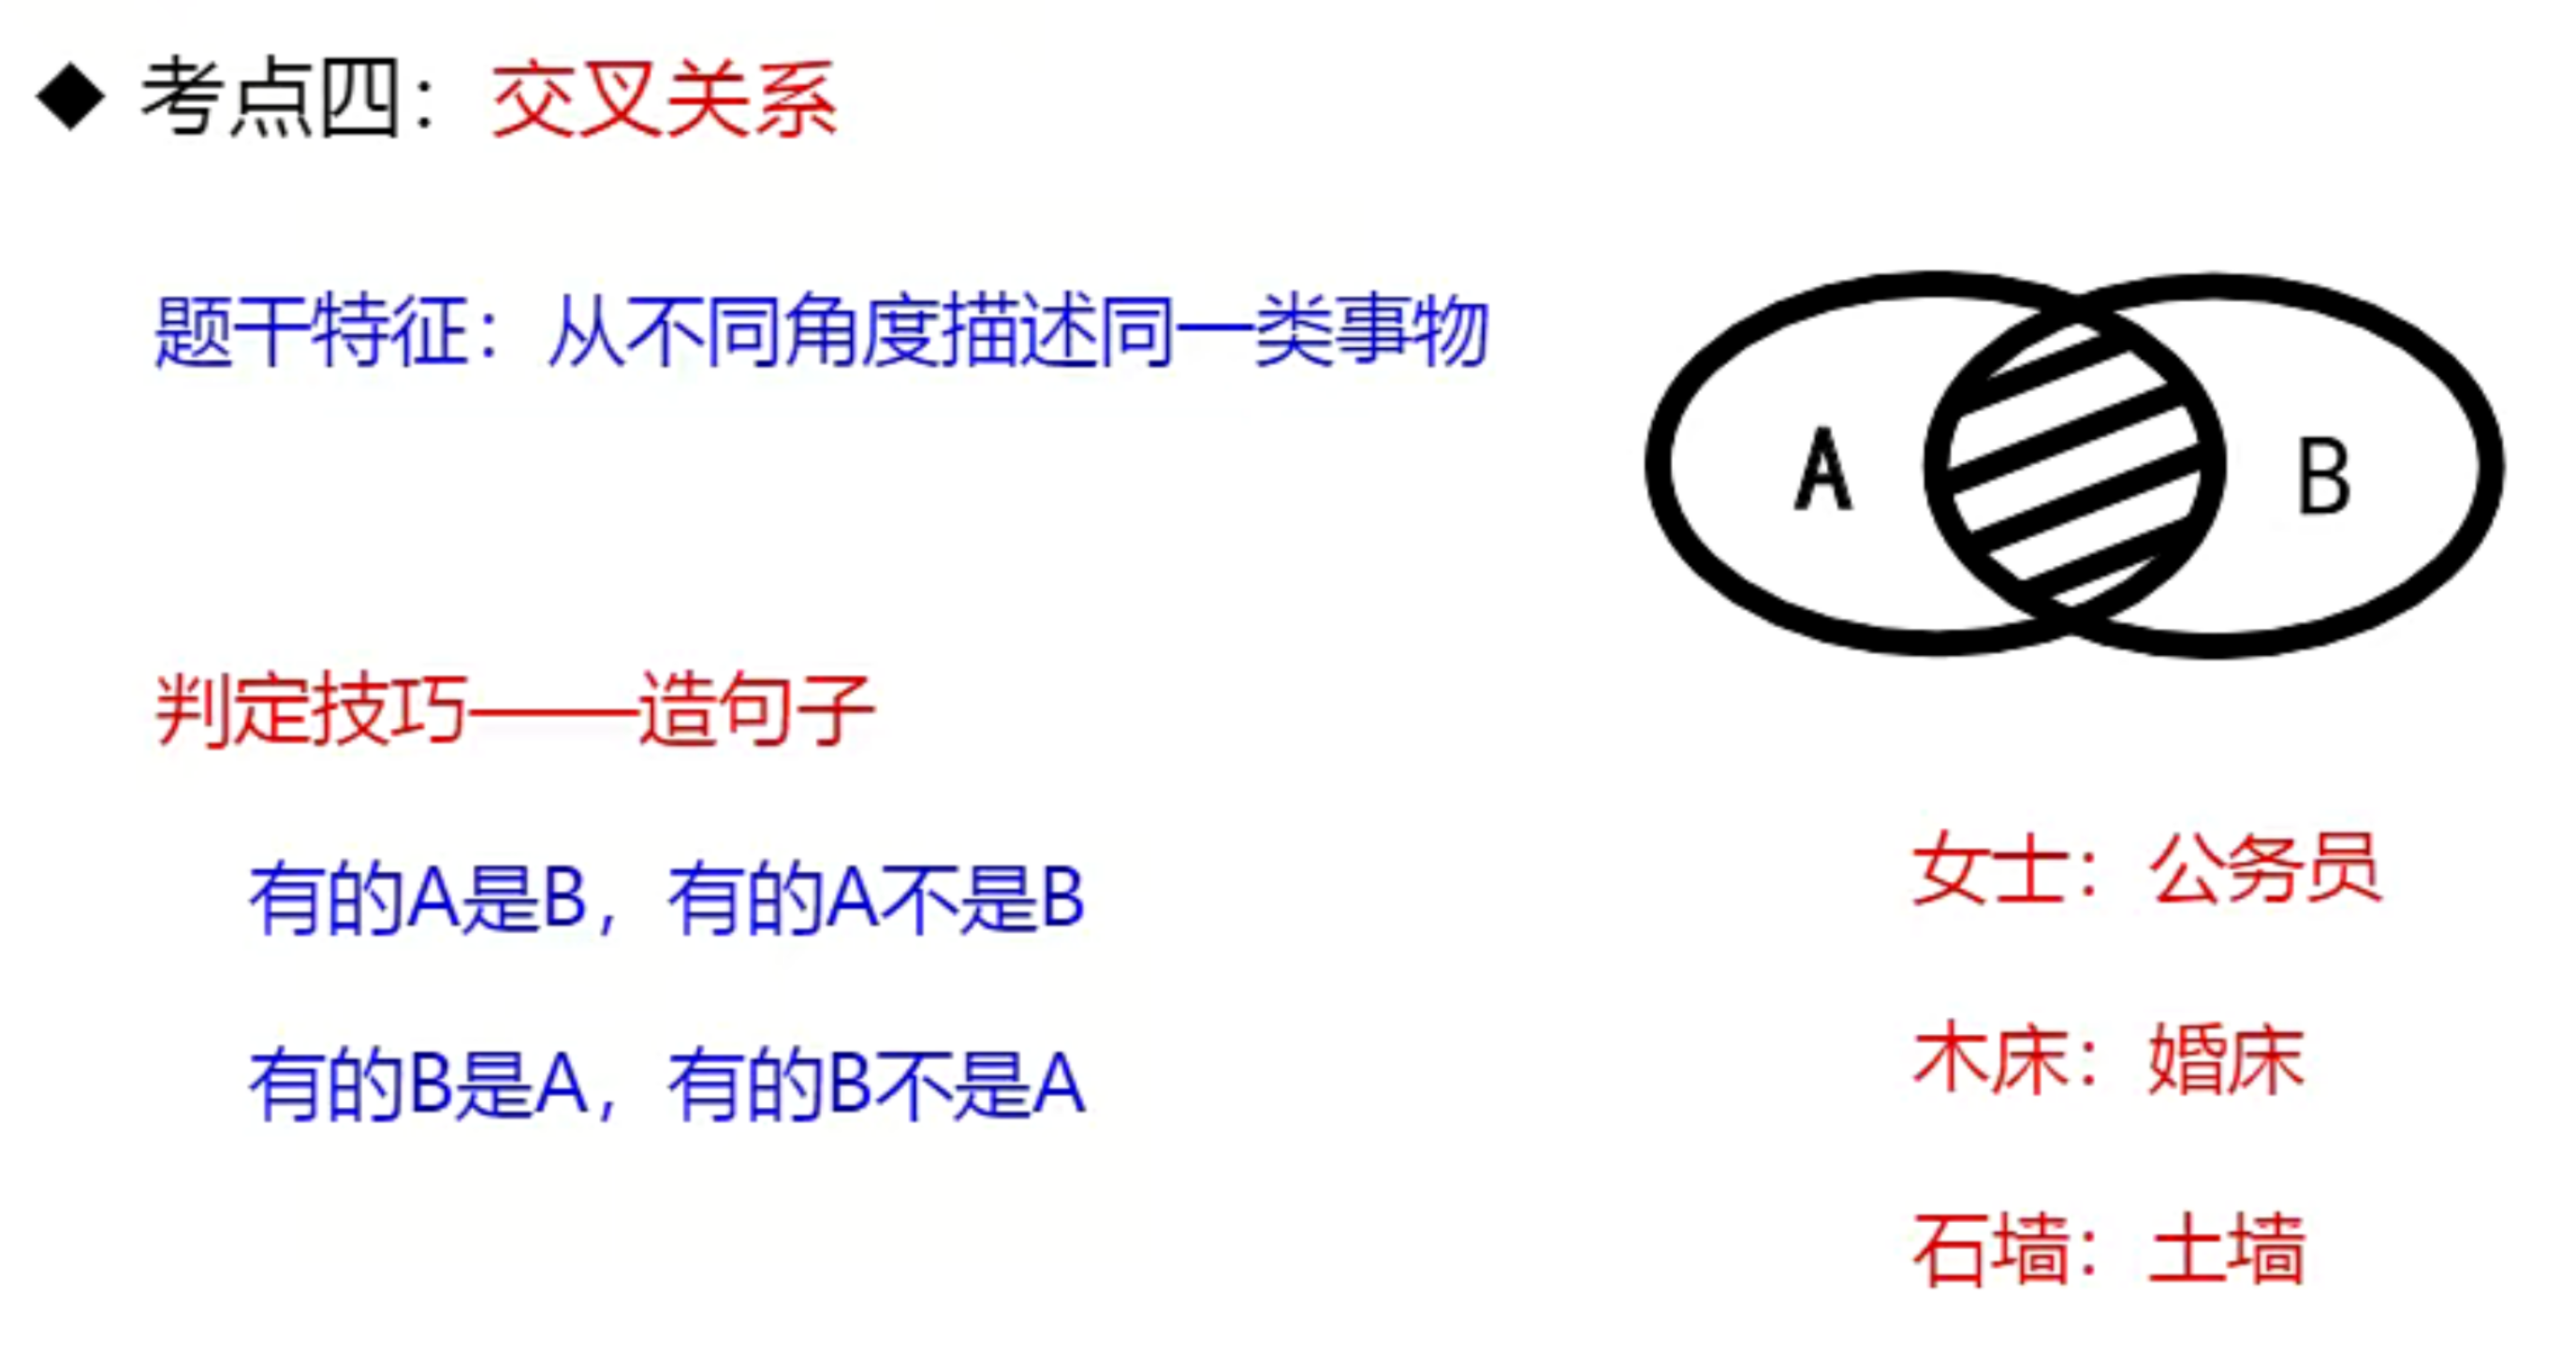 ◆ 考点四：交叉关系
题干特征：从不同角度描述同一类事物
A
B
判定技巧——造句子
女士：公务员
有的A是B，有的A不是B
木床：婚床
有的B是A，有的B不是A
石墙：土墙